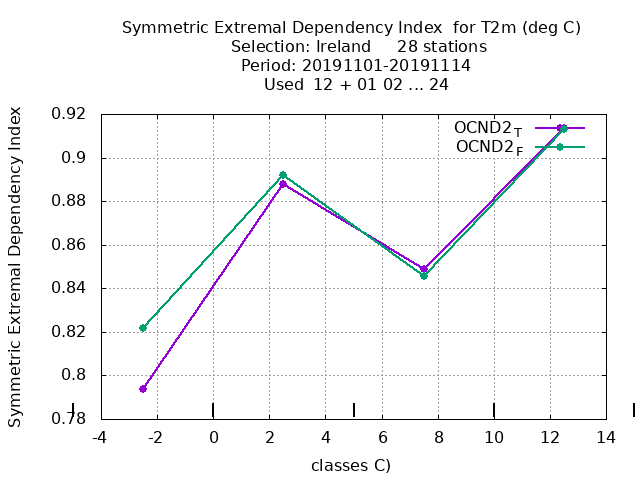 Symmetric Extremal Dependency Index  for T2m (deg C)
Selection: Ireland     28 stations
Period: 20191101-20191114
Used  12 + 01 02 ... 24
Symmetric Extremal Dependency Index
0.92
0.9
0.88
0.86
0.84
0.82
0.8
0.78
OCND2T
OCND2F
-4 -2 0 2 4 6 8 10 12 14
classes C)